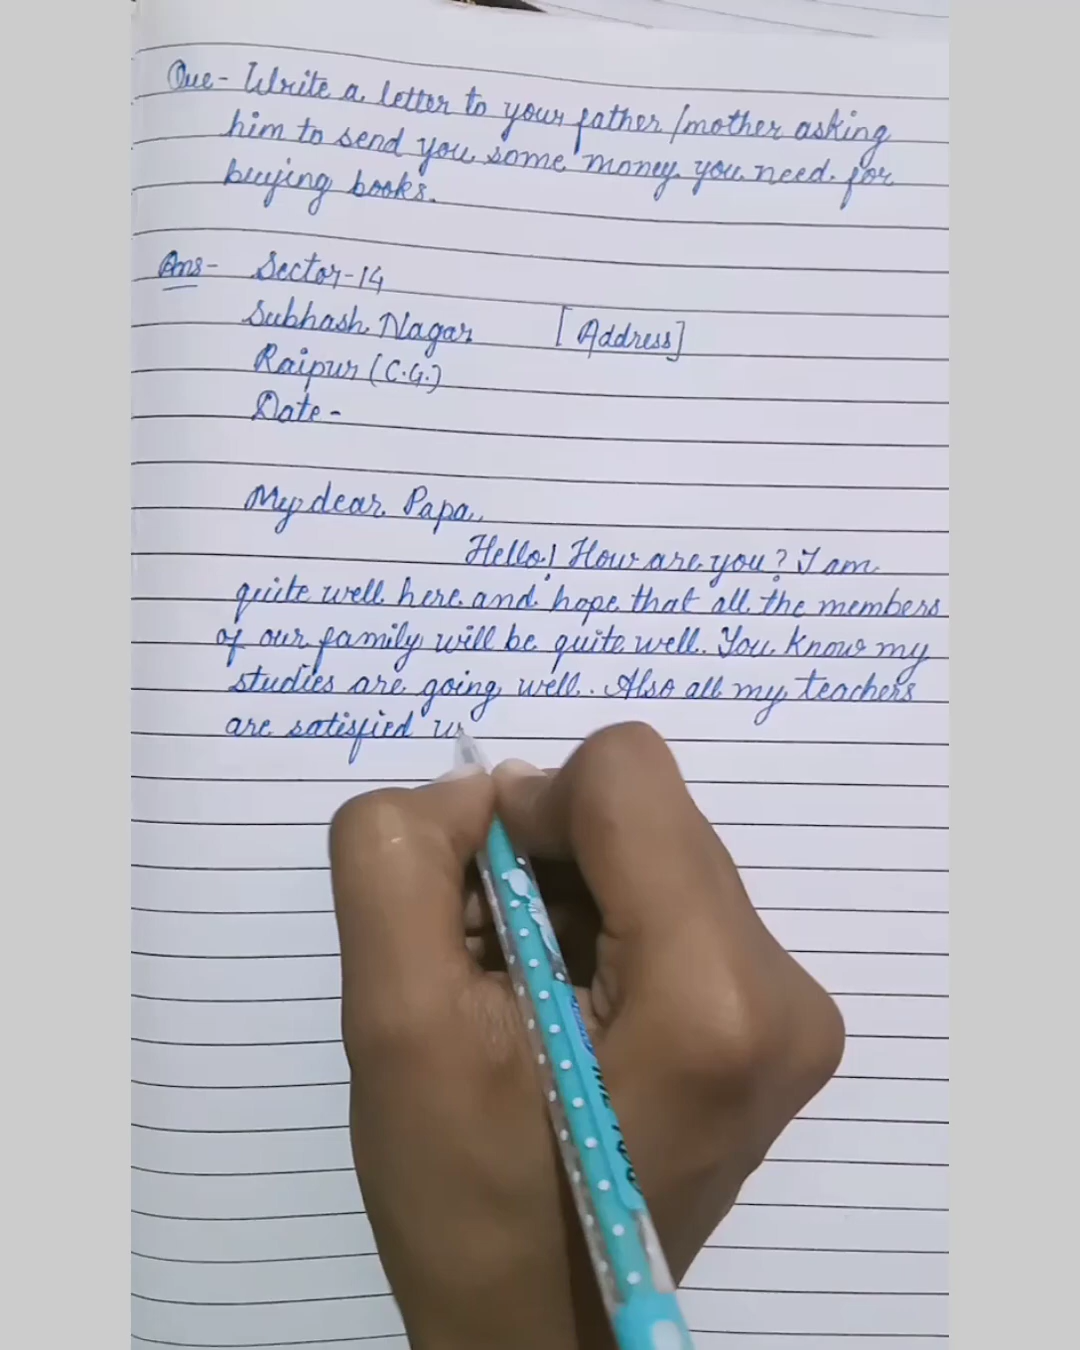 Que- Write a letter to your father/mother asking
him to send you some money you need for
buying books.
Ans- Sector-14
Subhash Nagar [Address]
Raipur (C.G.)
Date -
My dear Papa,
Hello! How are you? I am
quite well here and hope that all the members
of our family will be quite well. You know my
studies are going well. Also all my teachers
are satisfied